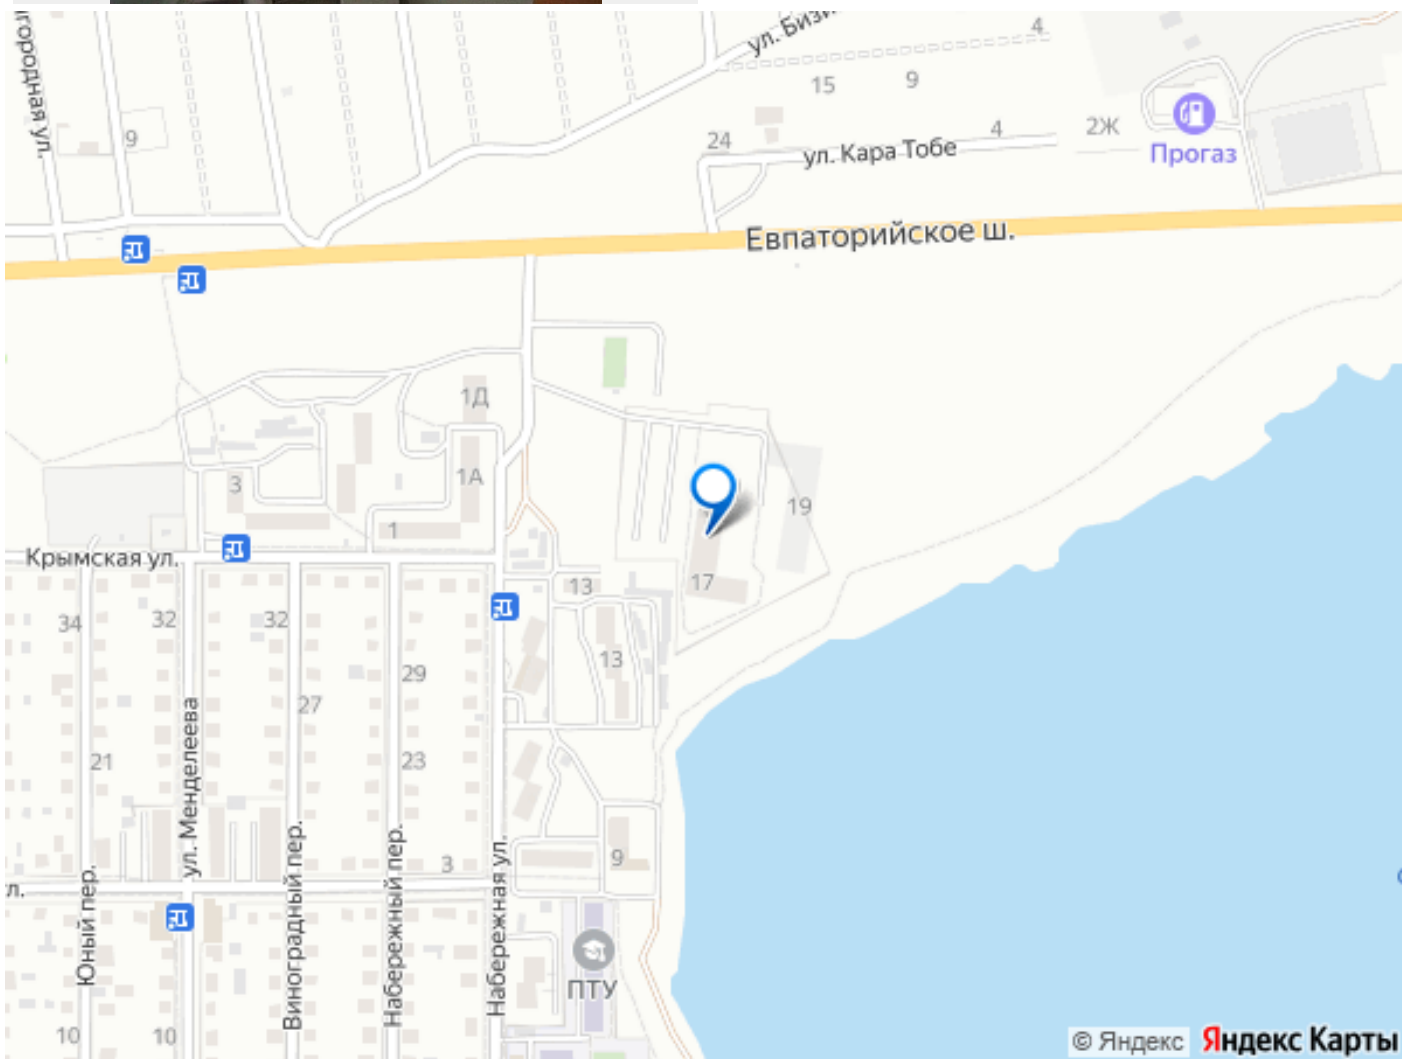 городная ул.
ул. Бизи
4
15
9
9
24
ул. Кара Тобе
4
2Ж
Прогаз
Евпаторийское ш.
1Д
1А
3
1
19
17
Крымская ул.
13
34
32
32
29
13
27
21
23
ул. Менделеева
Юный пер.
Виноградный пер.
Набережный пер.
Набережная ул.
3
9
л.
ПТУ
10
10
© Яндекс Яндекс Карты